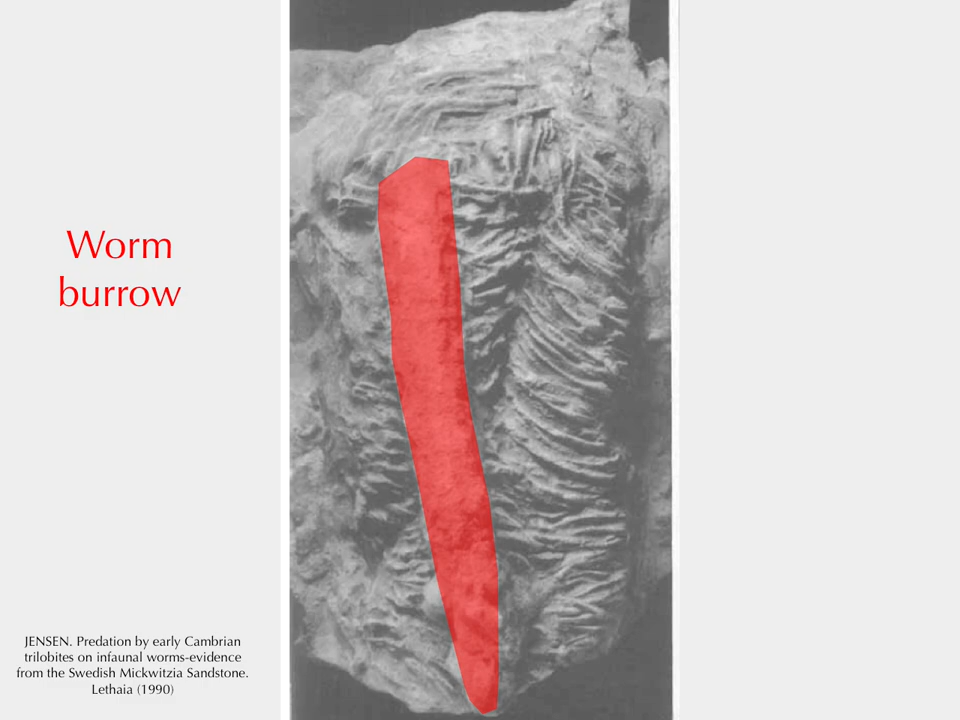 Worm
burrow
JENSEN. Predation by early Cambrian
trilobites on infaunal worms-evidence
from the Swedish Mickwitzia Sandstone.
Lethaia (1990)